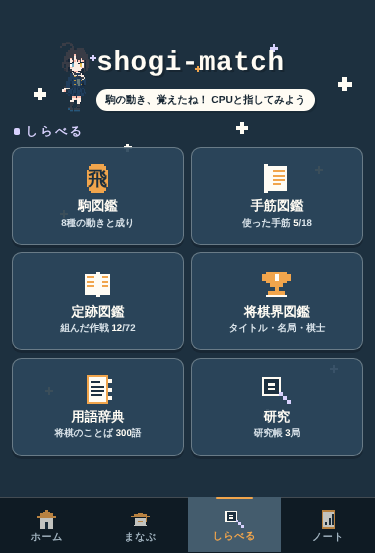 shogi-match
駒の動き、覚えたね！ CPUと指してみよう
しらべる
飛
駒図鑑
8種の動きと成り
手筋図鑑
使った手筋 5/18
定跡図鑑
組んだ作戦 12/72
将棋界図鑑
タイトル・名局・棋士
用語辞典
将棋のことば 300語
研究
研究帳 3局
ホーム
まなぶ
しらべる
ノート